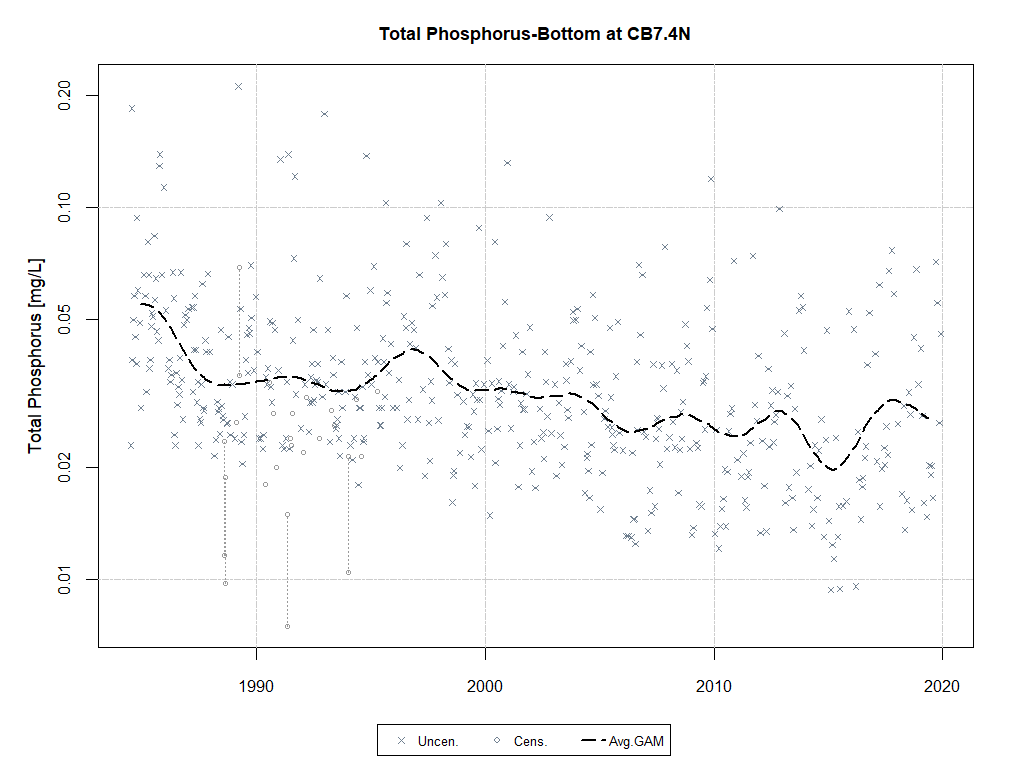 Total Phosphorus-Bottom at CB7.4N
Total Phosphorus [mg/L]
0.20
0.10
0.05
0.02
0.01
1990 2000 2010 2020
Uncen. Cens. Avg.GAM